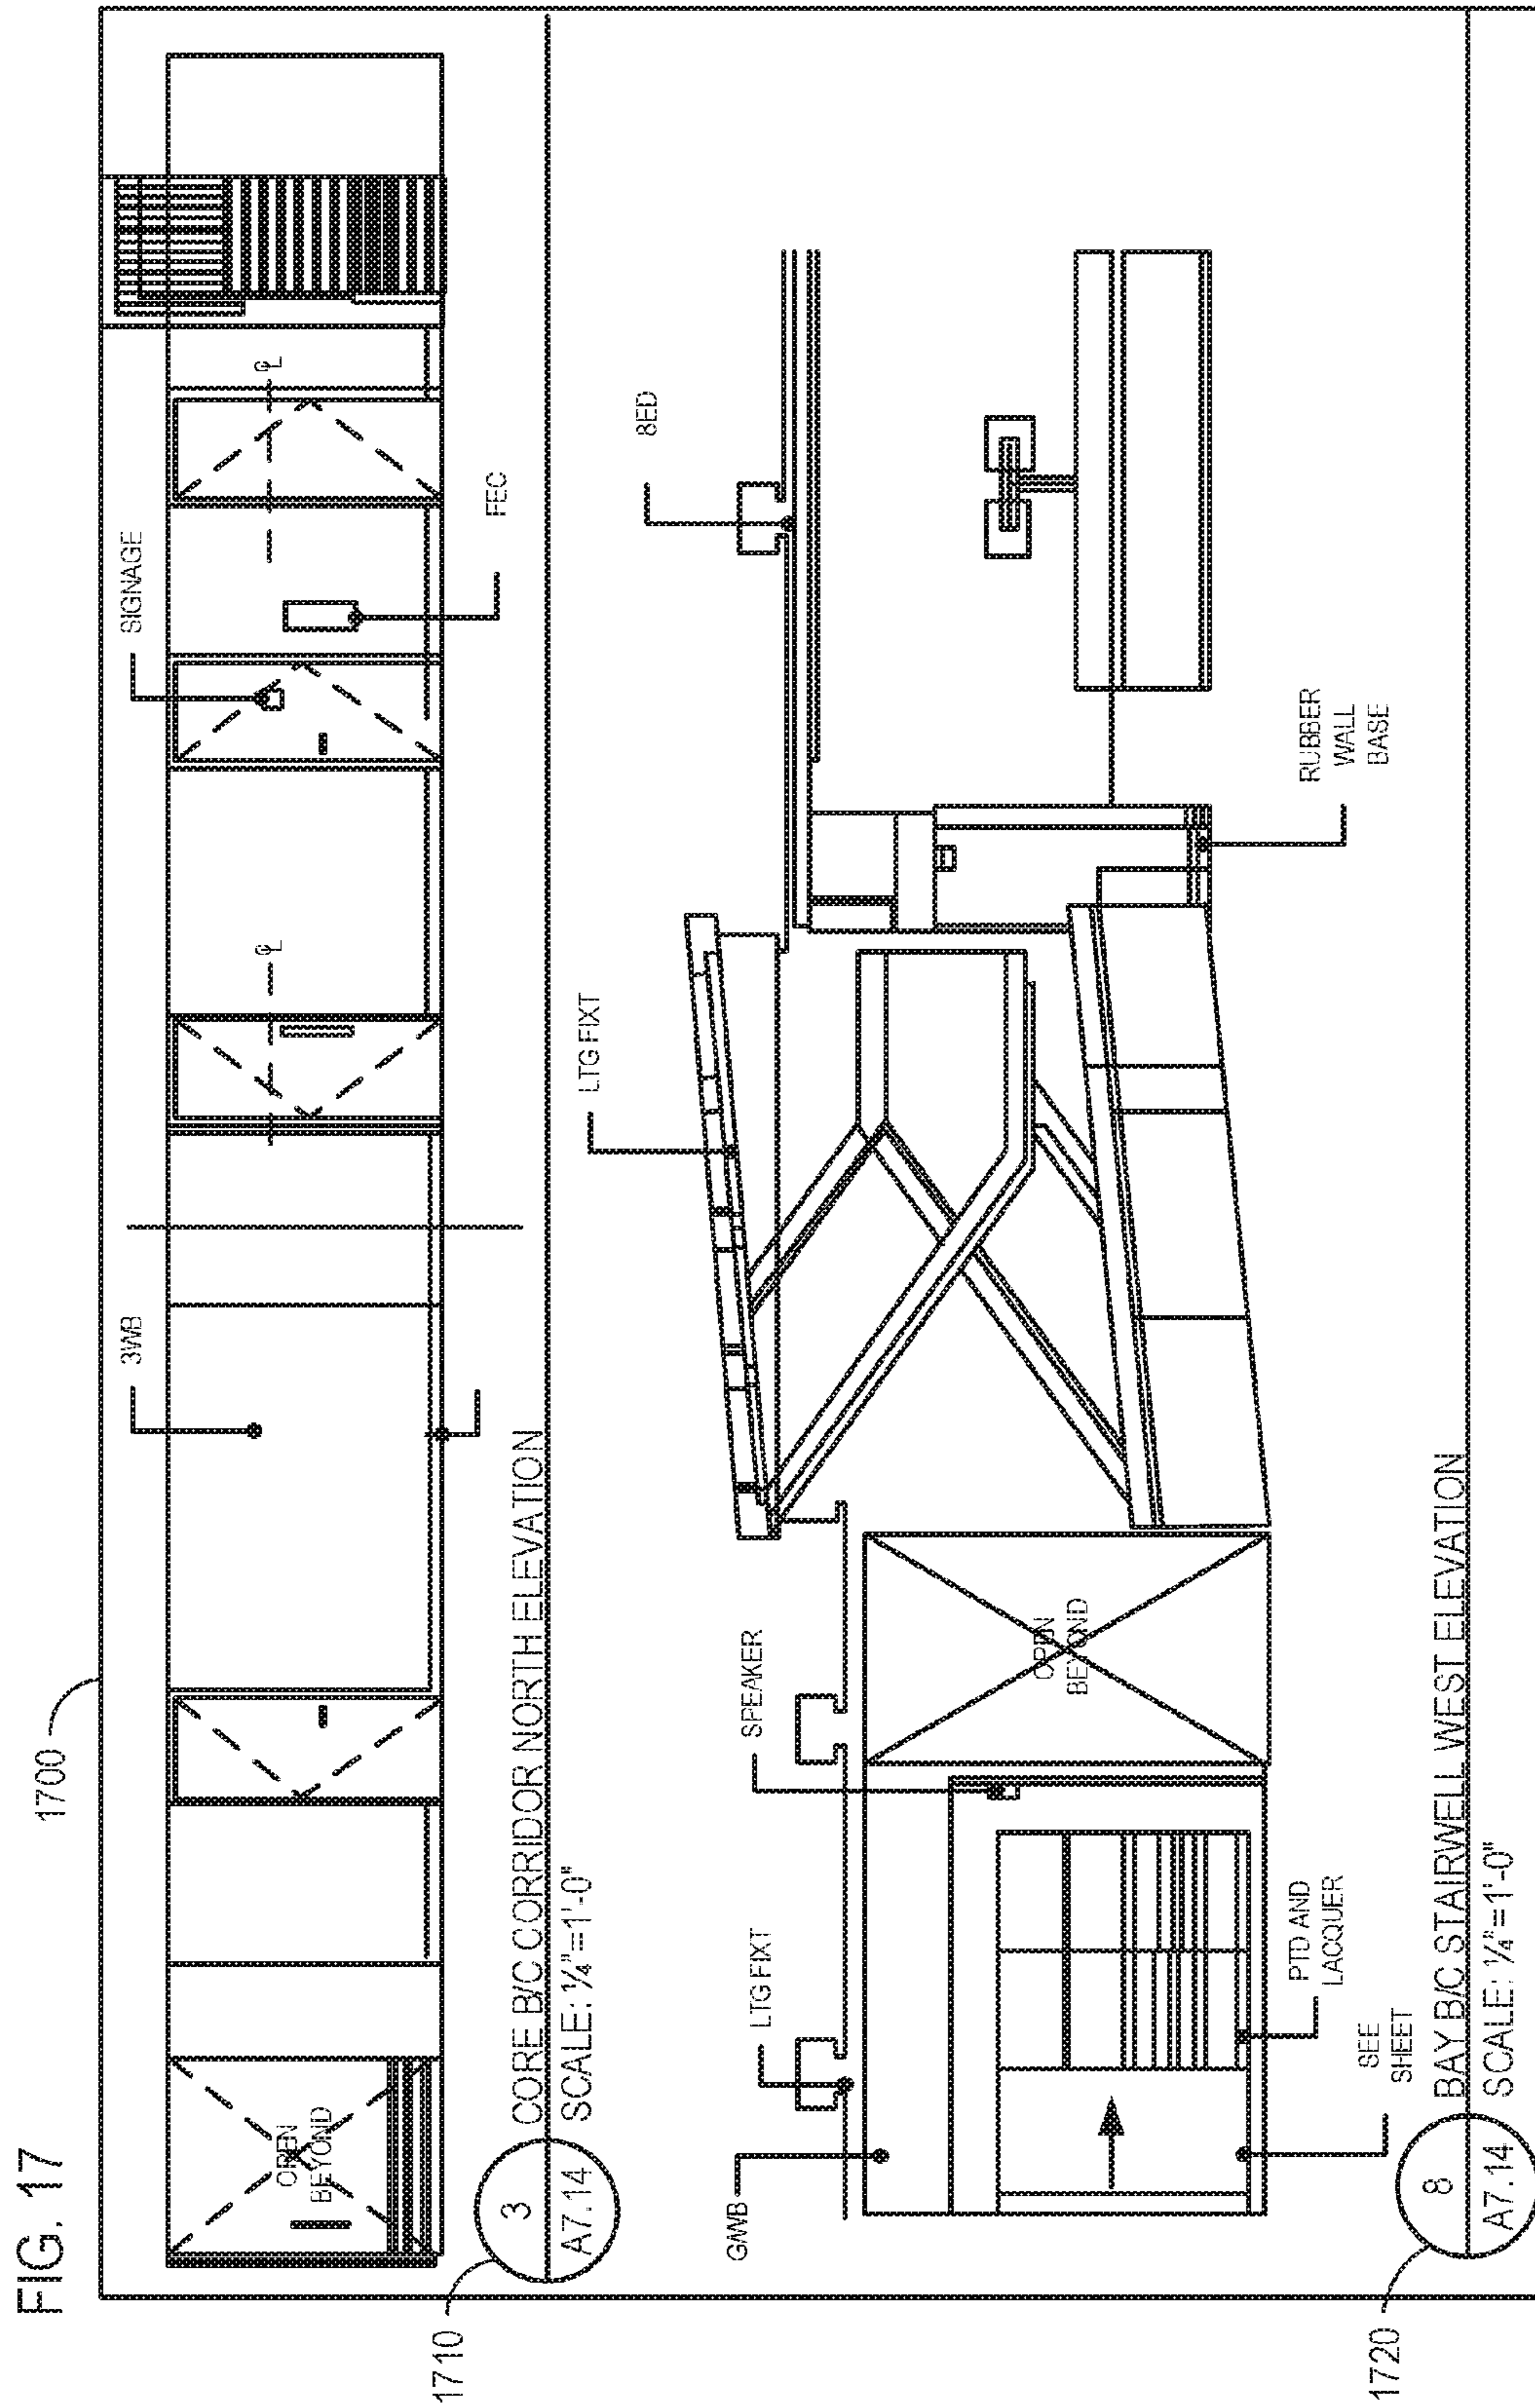 FIG. 17
1700
SIGNAGE
3WB
OPEN
BEYOND
℄
℄
FEC
1710
3
A7.14
CORE B/C CORRIDOR NORTH ELEVATION
SCALE: ¼"=1'-0"
GWB
LTG FIXT
SPEAKER
LTG FIXT
8ED
OPEN
BEYOND
SEE
SHEET
PTD AND
LACQUER
RUBBER
WALL
BASE
1720
8
A7.14
BAY B/C STAIRWELL WEST ELEVATION
SCALE: ¼"=1'-0"